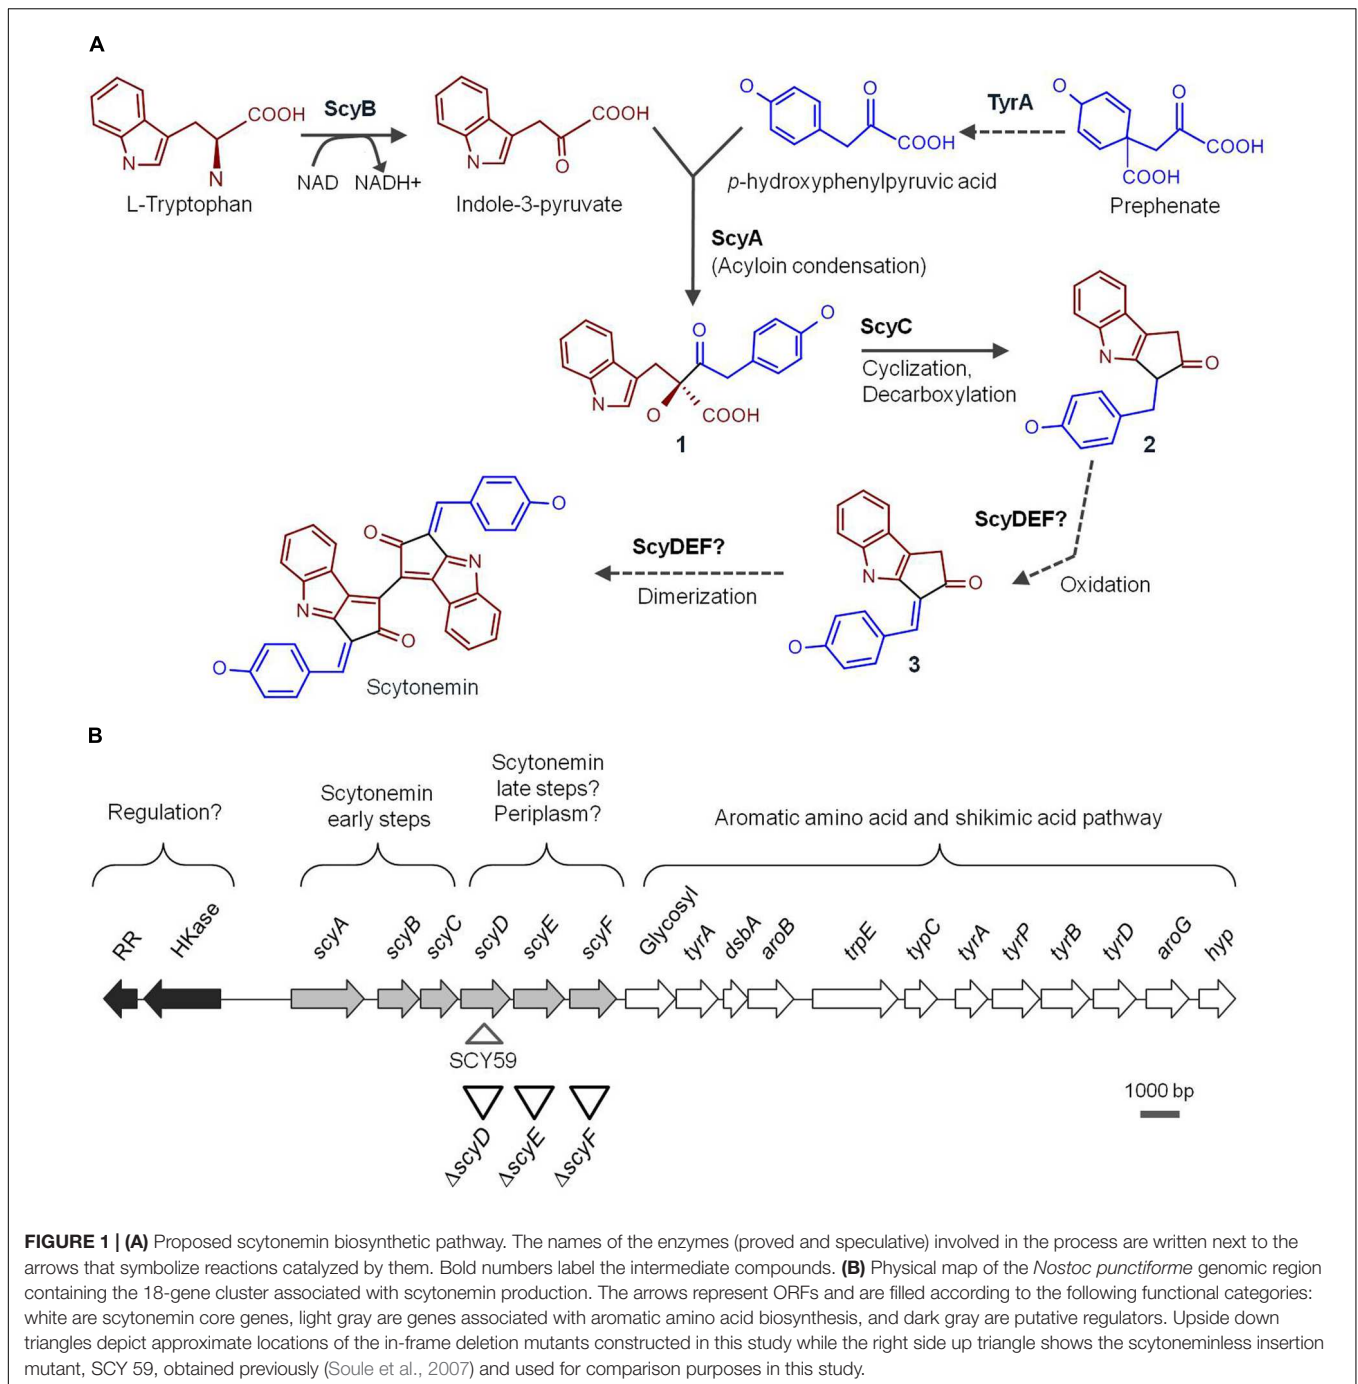 A
L-Tryptophan
COOH
N
N
ScyB
NAD NADH+
Indole-3-pyruvate
COOH
O
N
O
O
COOH
p-hydroxyphenylpyruvic acid
TyrA
O
O
COOH
COOH
Prephenate
ScyA
(Acyloin condensation)
O
O
N
O
COOH
1
ScyC
Cyclization,
Decarboxylation
N
O
O
2
ScyDEF?
Oxidation
N
O
O
3
ScyDEF?
Dimerization
O
O
N
N
O
O
Scytonemin
B
Regulation?
Scytonemin
early steps
Scytonemin
late steps?
Periplasm?
Aromatic amino acid and shikimic acid pathway
RR HKase scyA scyB scyC scyD scyE scyF Glycosyl tyrA dsbA aroB trpE typC tyrA tyrP tyrB tyrD aroG hyp
SCY59
1000 bp
ΔscyD ΔscyE ΔscyF
FIGURE 1 | (A) Proposed scytonemin biosynthetic pathway. The names of the enzymes (proved and speculative) involved in the process are written next to the
arrows that symbolize reactions catalyzed by them. Bold numbers label the intermediate compounds. (B) Physical map of the Nostoc punctiforme genomic region
containing the 18-gene cluster associated with scytonemin production. The arrows represent ORFs and are filled according to the following functional categories:
white are scytonemin core genes, light gray are genes associated with aromatic amino acid biosynthesis, and dark gray are putative regulators. Upside down
triangles depict approximate locations of the in-frame deletion mutants constructed in this study while the right side up triangle shows the scytoneminless insertion
mutant, SCY 59, obtained previously (Soule et al., 2007) and used for comparison purposes in this study.